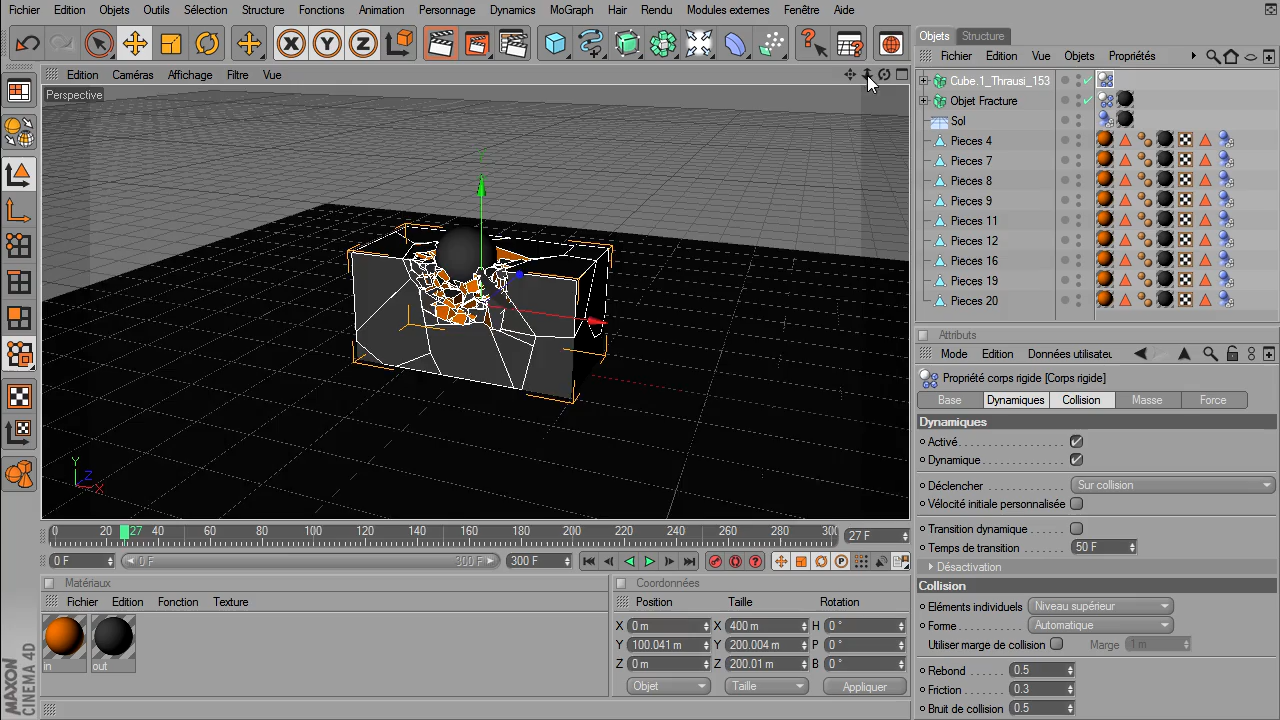 Fichier Edition Objets Outils Sélection Structure Fonctions Animation Personnage Dynamics MoGraph Hair Rendu Modules externes Fenêtre Aide
Edition Caméras Affichage Filtre Vue
Perspective
Y
Z
X
0 20 27 40 60 80 100 120 140 160 180 200 220 240 260 280 30(
27 F
0 F
0 F
300 F
300 F
Matériaux
Fichier Edition Fonction Texture
in
out
Coordonnées
Position Taille Rotation
X 0 m X 400 m H 0 °
Y 100.041 m Y 200.004 m P 0 °
Z 0 m Z 200.01 m B 0 °
Objet Taille Appliquer
MAXON
CINEMA 4D
Objets Structure
Fichier Edition Vue Objets Propriétés
Cube.1_Thrausi_153
Objet Fracture
Sol
Pieces 4
Pieces 7
Pieces 8
Pieces 9
Pieces 11
Pieces 12
Pieces 16
Pieces 19
Pieces 20
Attributs
Mode Edition Données utilisateu
Propriété corps rigide [Corps rigide]
Base Dynamiques Collision Masse Force
Dynamiques
Activé
Dynamique
Déclencher Sur collision
Vélocité initiale personnalisée
Transition dynamique
Temps de transition 50 F
Désactivation
Collision
Eléments individuels Niveau supérieur
Forme Automatique
Utiliser marge de collision Marge 1 m
Rebond 0.5
Friction 0.3
Bruit de collision 0.5